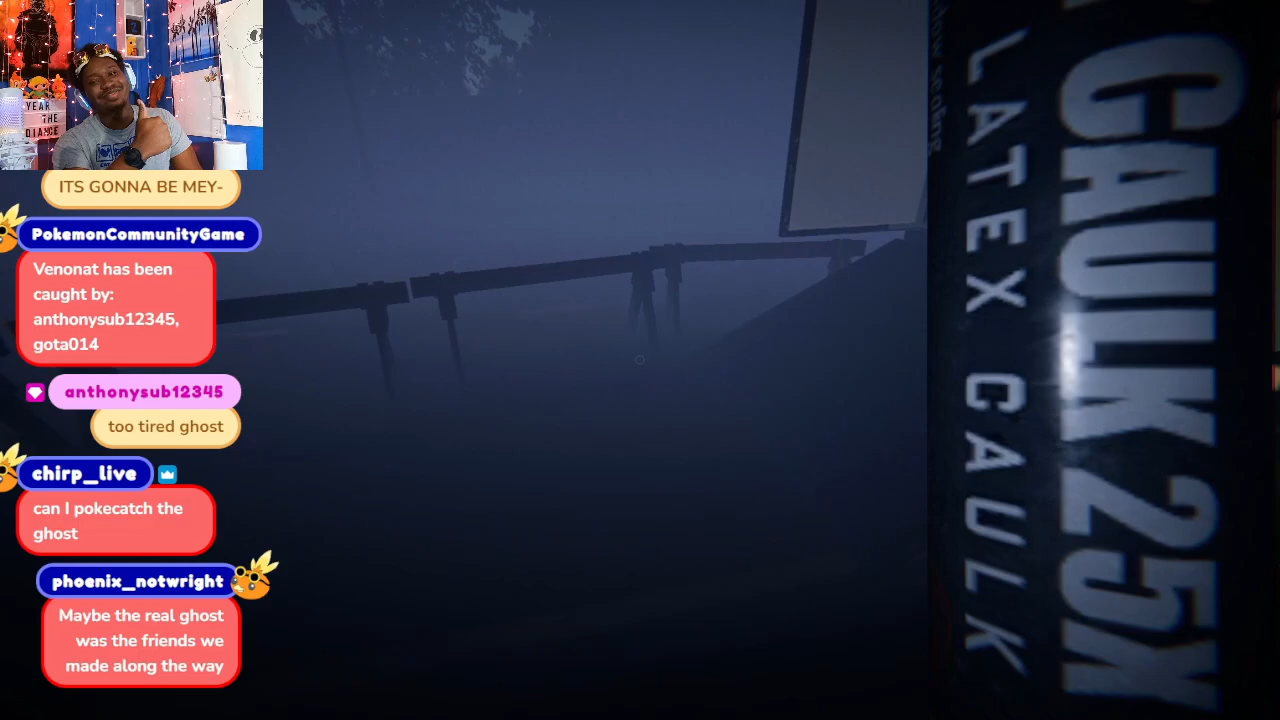 YEAR
THE
ITS GONNA BE MEY-
PokemonCommunityGame
Venonat has been
caught by:
anthonysub12345,
gota014
anthonysub12345
too tired ghost
chirp_live
can I pokecatch the
ghost
phoenix_notwright
Maybe the real ghost
was the friends we
made along the way
LATEX CAULK
CAULK 25X